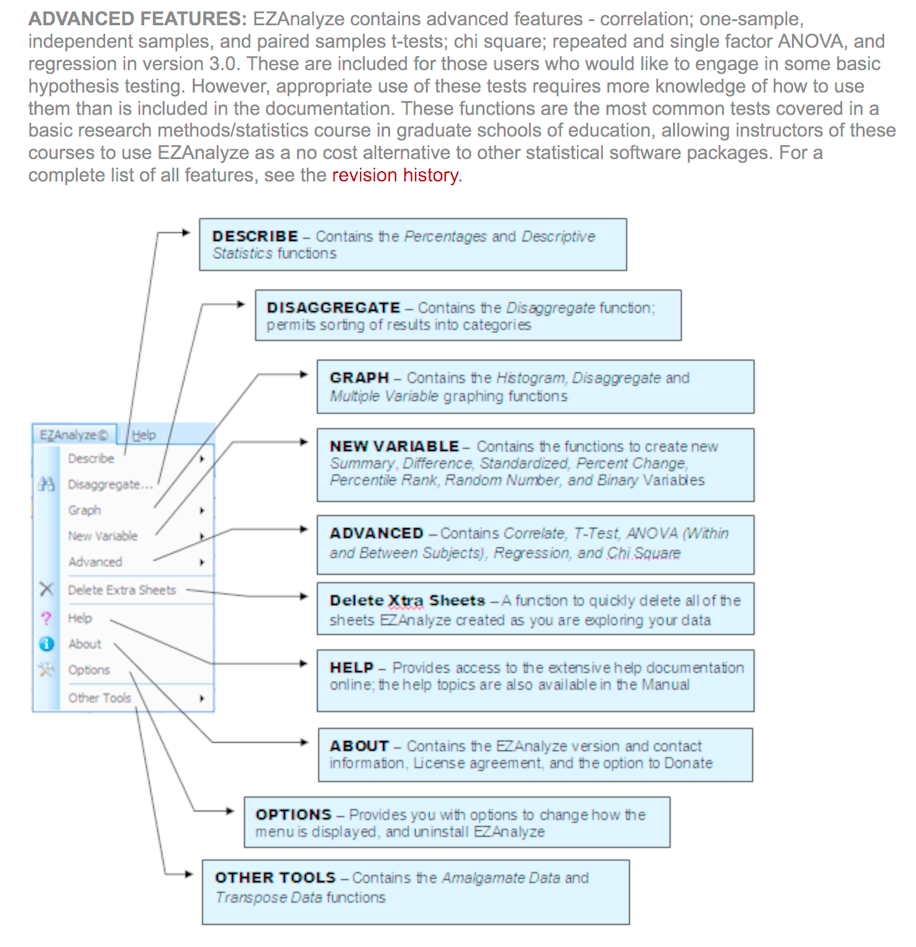 ADVANCED FEATURES: EZAnalyze contains advanced features - correlation; one-sample,
independent samples, and paired samples t-tests; chi square; repeated and single factor ANOVA, and
regression in version 3.0. These are included for those users who would like to engage in some basic
hypothesis testing. However, appropriate use of these tests requires more knowledge of how to use
them than is included in the documentation. These functions are the most common tests covered in a
basic research methods/statistics course in graduate schools of education, allowing instructors of these
courses to use EZAnalyze as a no cost alternative to other statistical software packages. For a
complete list of all features, see the revision history.
DESCRIBE – Contains the Percentages and Descriptive
Statistics functions
DISAGGREGATE – Contains the Disaggregate function;
permits sorting of results into categories
GRAPH – Contains the Histogram, Disaggregate and
Multiple Variable graphing functions
NEW VARIABLE – Contains the functions to create new
Summary, Difference, Standardized, Percent Change,
Percentile Rank, Random Number, and Binary Variables
ADVANCED – Contains Correlate, T-Test, ANOVA (Within
and Between Subjects), Regression, and Chi Square
Delete Xtra Sheets – A function to quickly delete all of the
sheets EZAnalyze created as you are exploring your data
HELP – Provides access to the extensive help documentation
online; the help topics are also available in the Manual
ABOUT – Contains the EZAnalyze version and contact
information, License agreement, and the option to Donate
OPTIONS – Provides you with options to change how the
menu is displayed, and uninstall EZAnalyze
OTHER TOOLS – Contains the Amalgamate Data and
Transpose Data functions
EZAnalyze© Help
Describe
Disaggregate...
Graph
New Variable
Advanced
Delete Extra Sheets
Help
About
Options
Other Tools